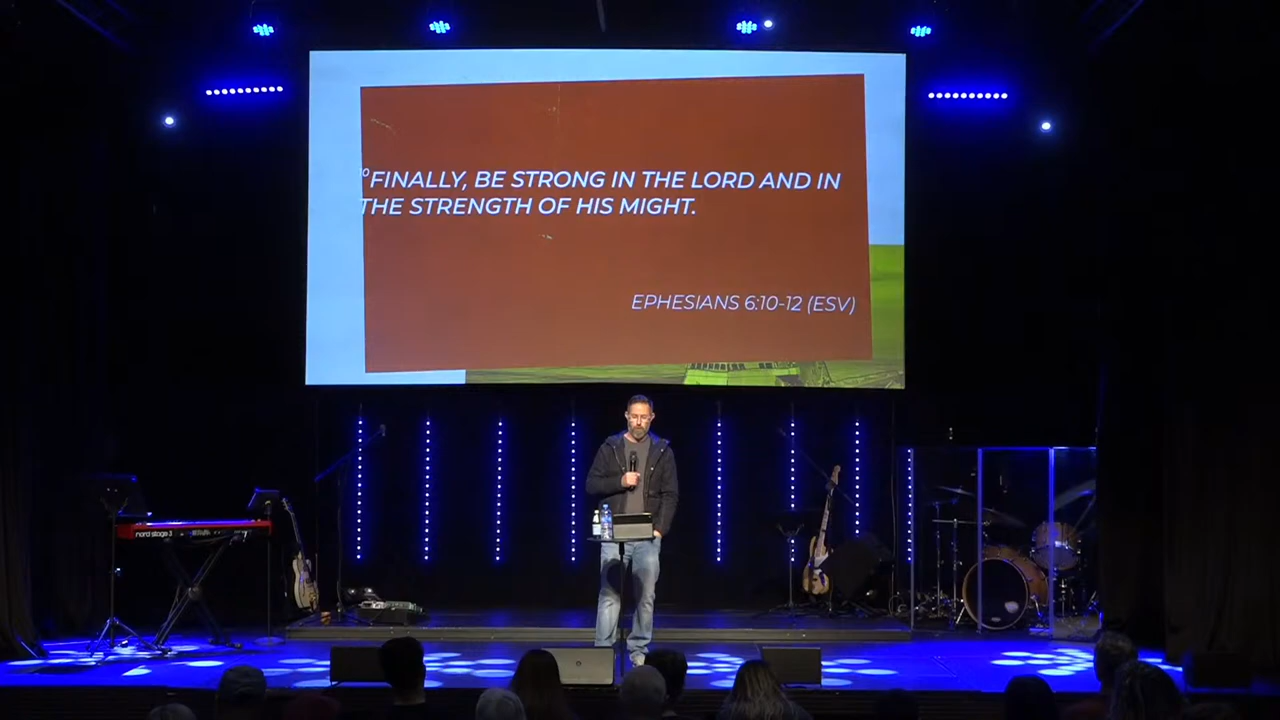 ⁰FINALLY, BE STRONG IN THE LORD AND IN
THE STRENGTH OF HIS MIGHT.
EPHESIANS 6:10-12 (ESV)
nord stage 3